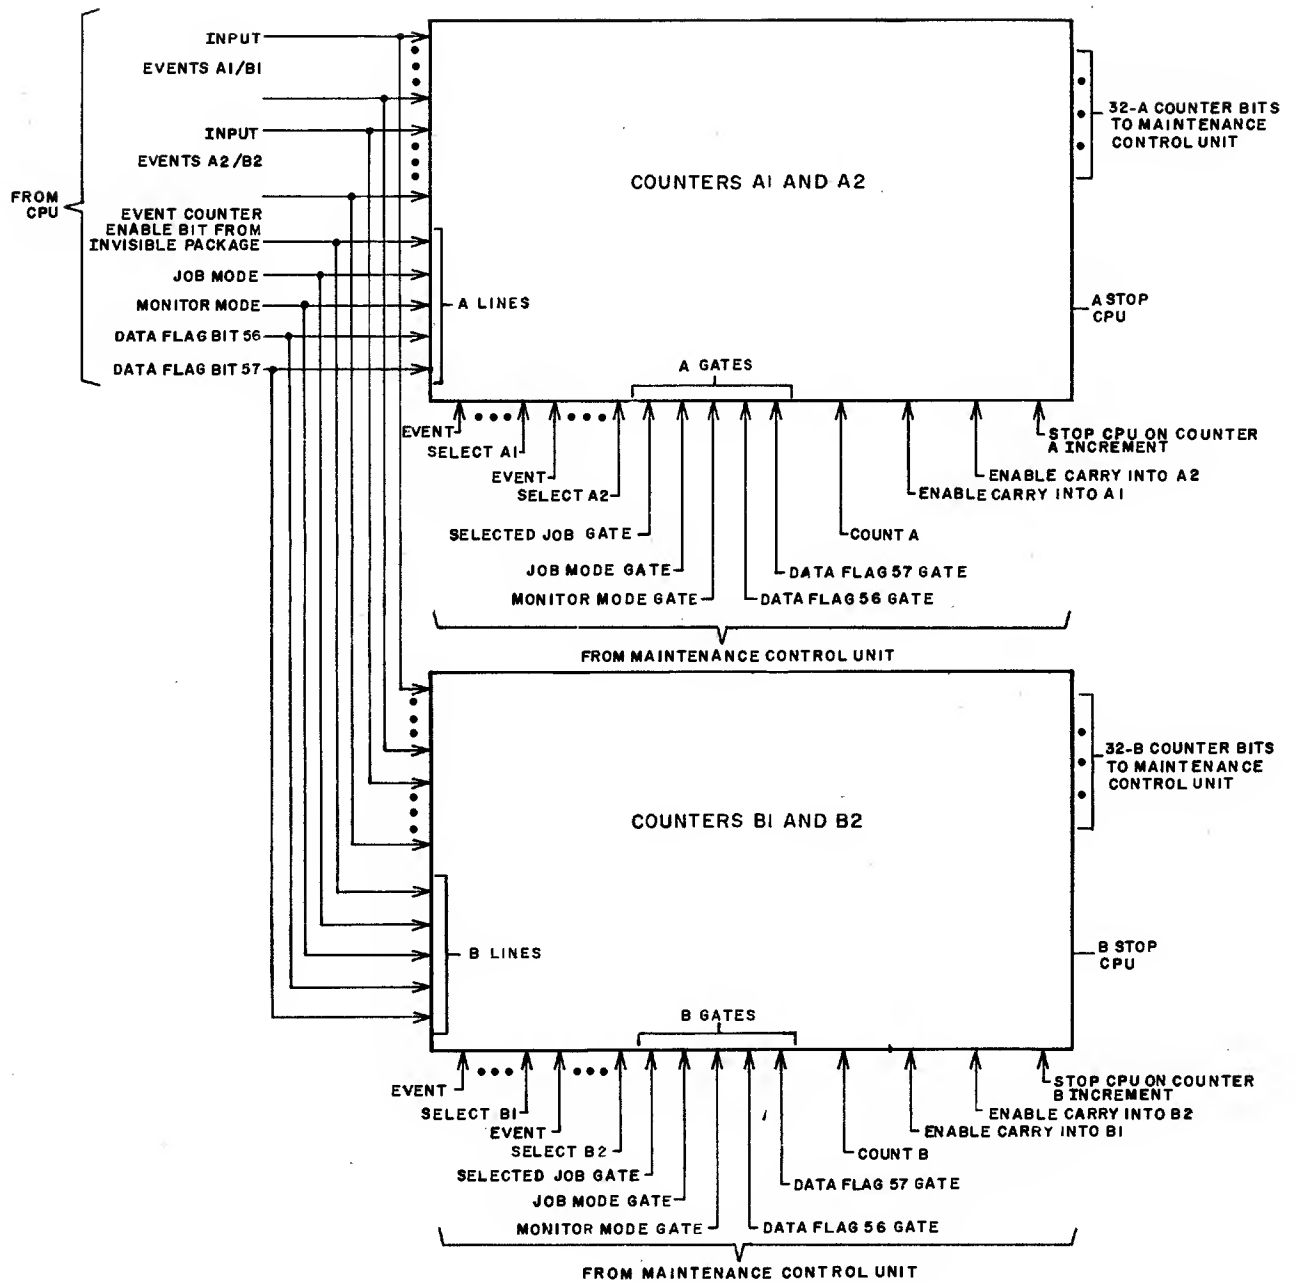 INPUT
EVENTS A1/B1
INPUT
EVENTS A2/B2
FROM
CPU
EVENT COUNTER
ENABLE BIT FROM
INVISIBLE PACKAGE
JOB MODE
MONITOR MODE
DATA FLAG BIT 56
DATA FLAG BIT 57
COUNTERS A1 AND A2
32-A COUNTER BITS
TO MAINTENANCE
CONTROL UNIT
A LINES
A STOP
CPU
A GATES
EVENT
SELECT A1
EVENT
SELECT A2
SELECTED JOB GATE
JOB MODE GATE
MONITOR MODE GATE
STOP CPU ON COUNTER
A INCREMENT
ENABLE CARRY INTO A2
ENABLE CARRY INTO A1
COUNT A
DATA FLAG 57 GATE
DATA FLAG 56 GATE
FROM MAINTENANCE CONTROL UNIT
COUNTERS B1 AND B2
32-B COUNTER BITS
TO MAINTENANCE
CONTROL UNIT
B LINES
B STOP
CPU
B GATES
EVENT
SELECT B1
EVENT
SELECT B2
SELECTED JOB GATE
JOB MODE GATE
MONITOR MODE GATE
STOP CPU ON COUNTER
B INCREMENT
ENABLE CARRY INTO B2
ENABLE CARRY INTO B1
COUNT B
DATA FLAG 57 GATE
DATA FLAG 56 GATE
FROM MAINTENANCE CONTROL UNIT